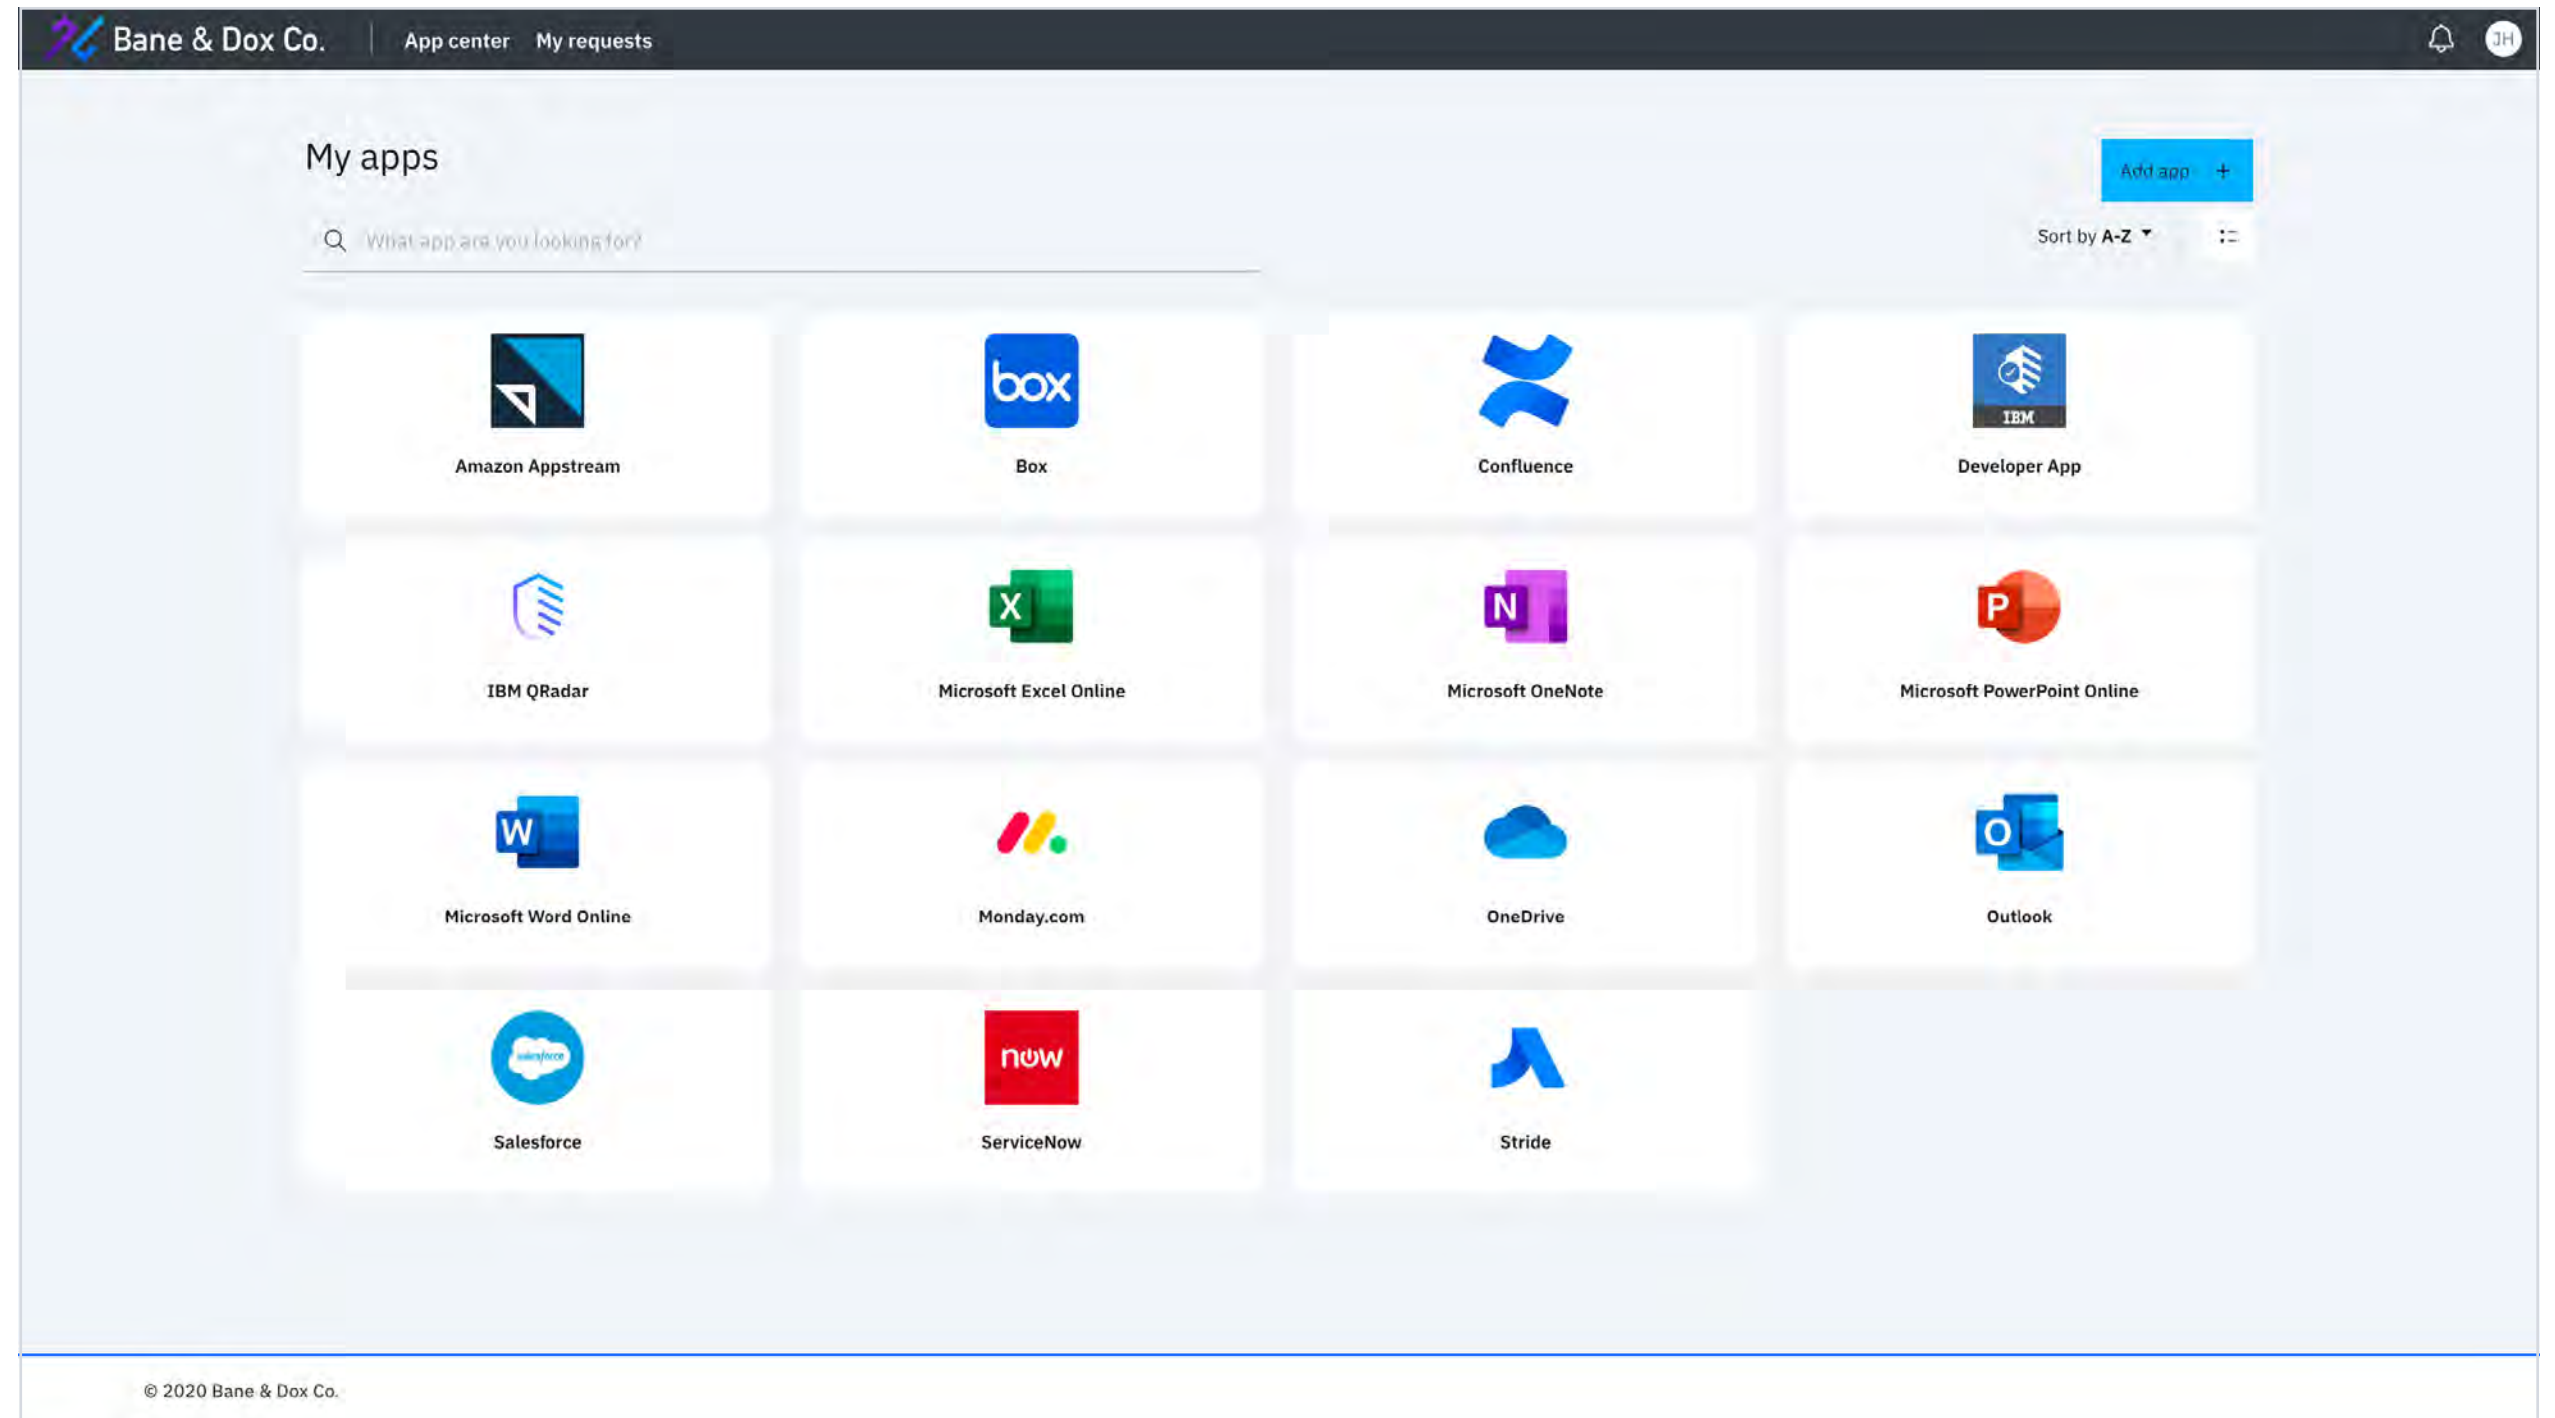 Bane & Dox Co. App center My requests JH
My apps
Add app +
What app are you looking for?
Sort by A-Z
box
IBM
Amazon Appstream Box Confluence Developer App
X N P
IBM QRadar Microsoft Excel Online Microsoft OneNote Microsoft PowerPoint Online
W O
Microsoft Word Online Monday.com OneDrive Outlook
salesforce now
Salesforce ServiceNow Stride
© 2020 Bane & Dox Co.